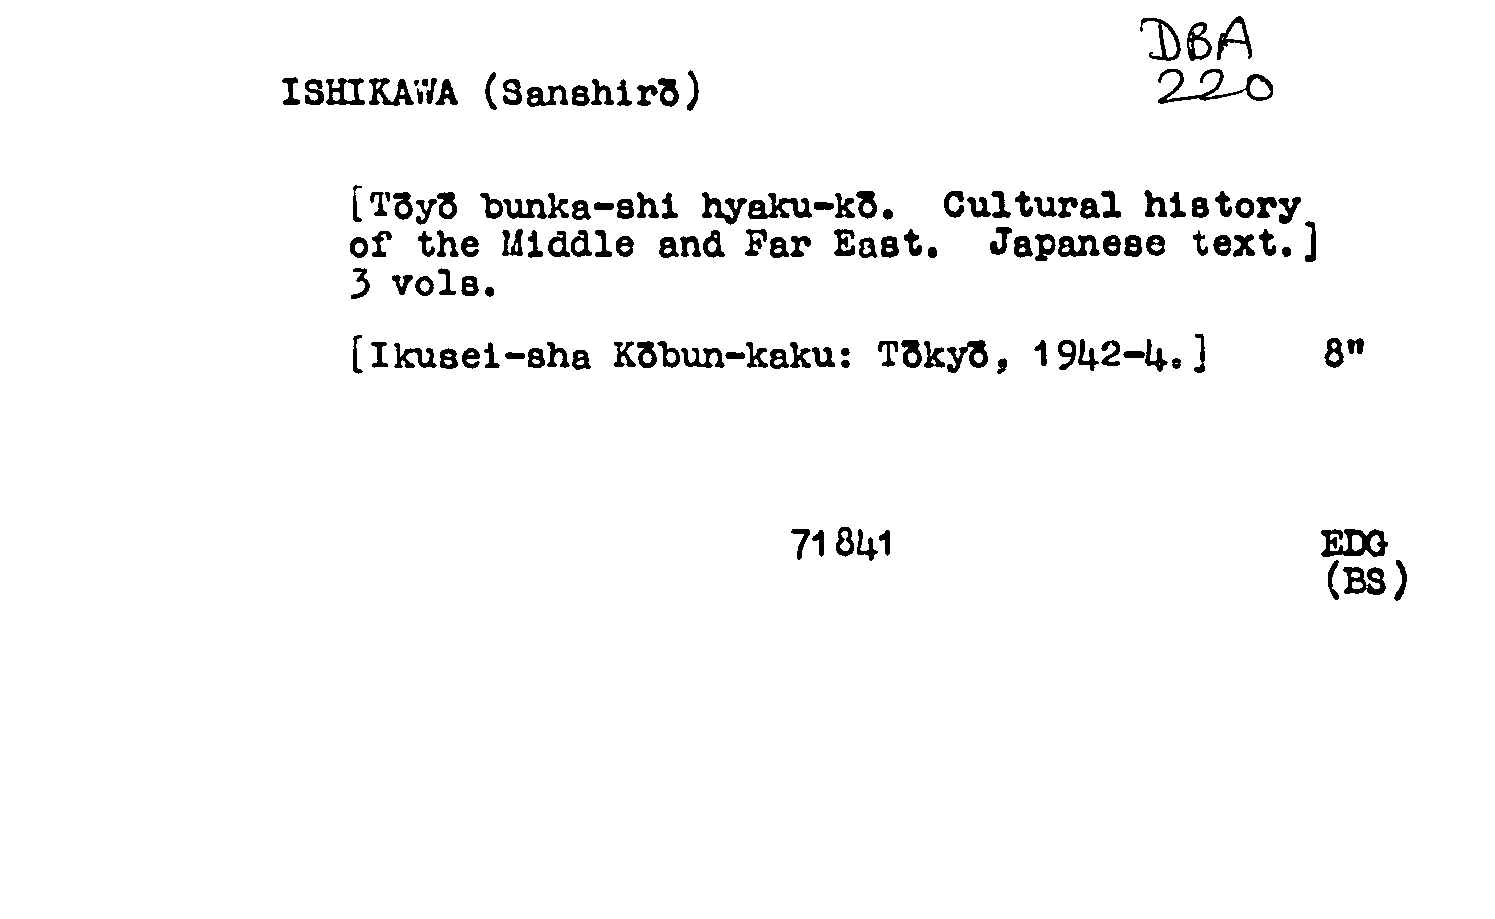 DBA
220
ISHIKAWA (Sanshirō)
[Tōyō bunka-shi hyaku-kō. Cultural history
of the Middle and Far East. Japanese text.]
3 vols.
[Ikusei-sha Kōbun-kaku: Tōkyō, 1942-4.] 8"
71841 EDG
(BS)